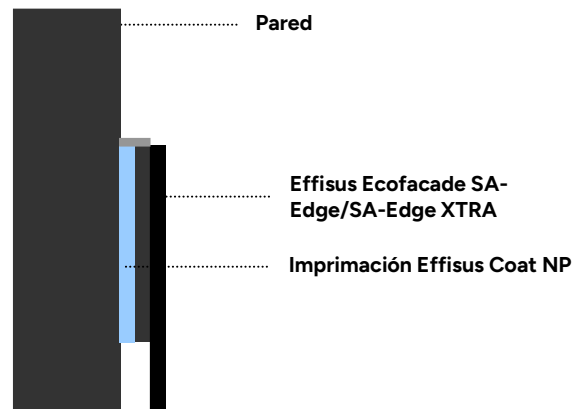 Pared
Effisus Ecofacade SA-
Edge/SA-Edge XTRA
Imprimación Effisus Coat NP